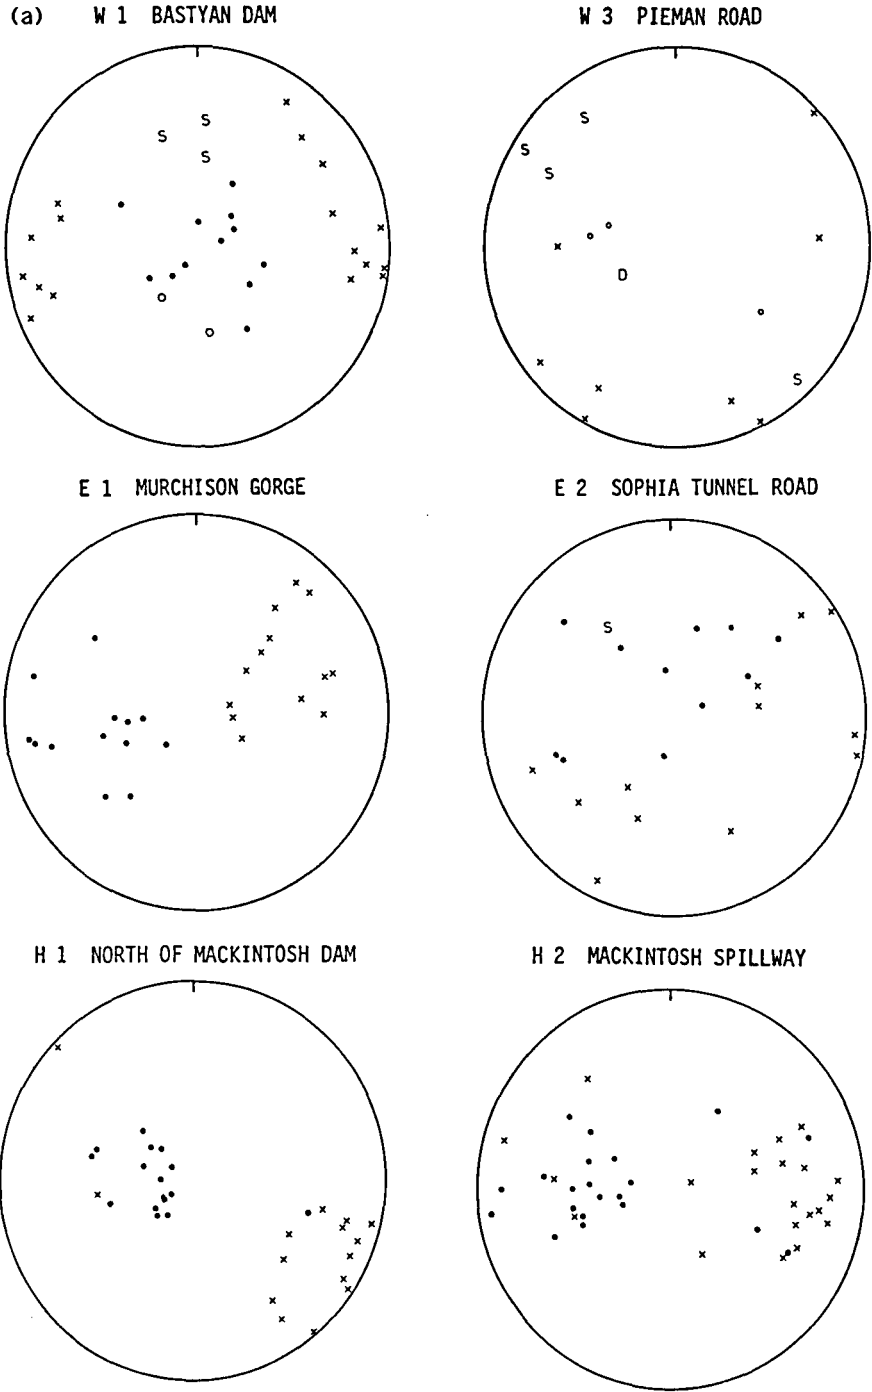 (a) W 1 BASTYAN DAM
W 3 PIEMAN ROAD
S
S
S
S
S
S
D
S
E 1 MURCHISON GORGE
E 2 SOPHIA TUNNEL ROAD
S
H 1 NORTH OF MACKINTOSH DAM
H 2 MACKINTOSH SPILLWAY